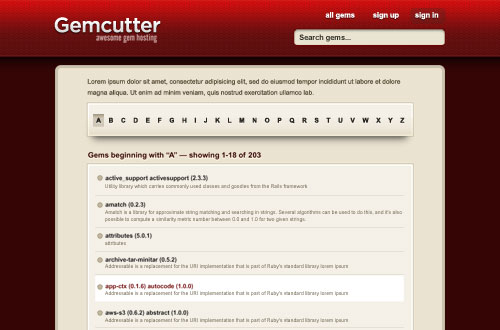 all gems sign up sign in
Gemcutter
awesome gem hosting
Search gems...
Lorem ipsum dolor sit amet, consectetur adipisicing elit, sed do eiusmod tempor incididunt ut labore et dolore
magna aliqua. Ut enim ad minim veniam, quis nostrud exercitation ullamco laboris.
A B C D E F G H I J K L M N O P Q R S T U V W X Y Z
Gems beginning with “A” — showing 1-18 of 203
active_support activesupport (2.3.3)
Utility library which carries commonly-used classes and goodies from the Rails framework
amatch (0.2.3)
Amatch is a library for approximate string matching and searching in strings. Several algorithms can be used to do this, and it's also
possible to compute a similarity metric number between 0.0 and 1.0 for two given strings.
attributes (5.0.1)
attributes
archive-tar-minitar (0.5.2)
Addressable is a replacement for the URI implementation that is part of Ruby's standard library lorem ipsum
app-ctx (0.1.6) autocode (1.0.0)
Addressable is a replacement for the URI implementation that is part of Ruby's standard library lorem ipsum
aws-s3 (0.6.2) abstract (1.0.0)
Addressable is a replacement for the URI implementation that is part of Ruby's standard library lorem ipsum